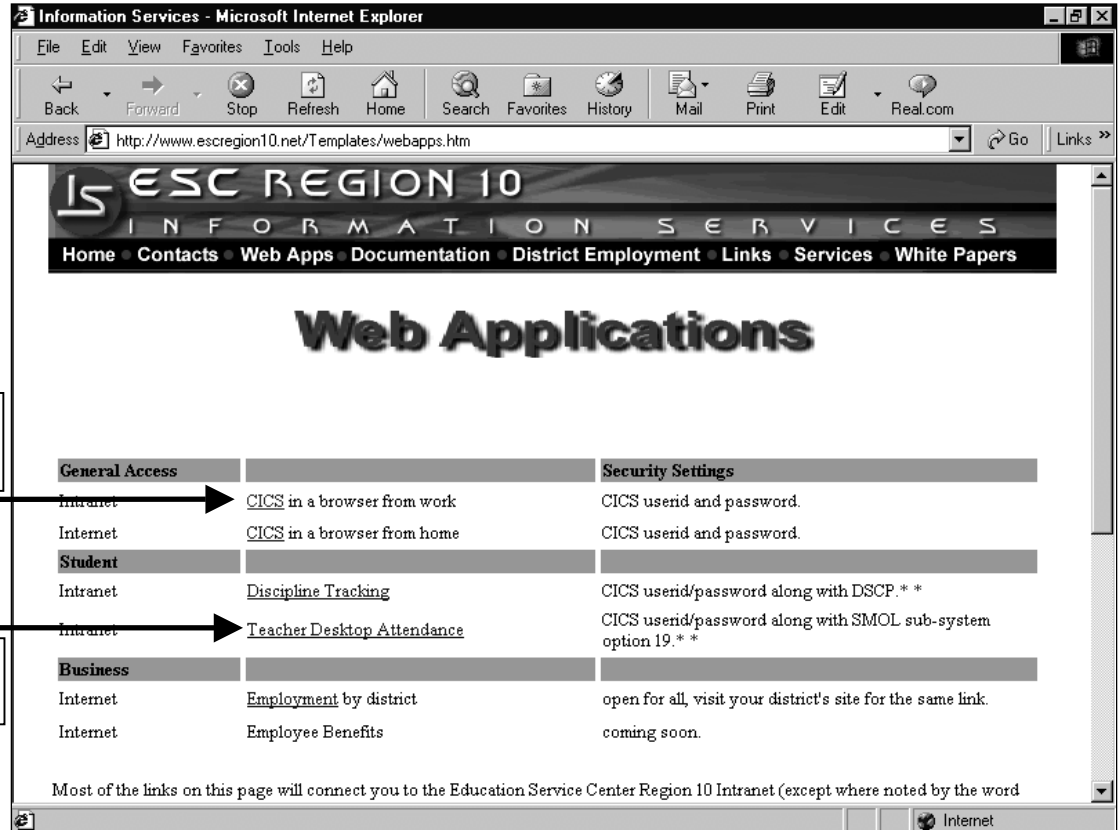 Information Services - Microsoft Internet Explorer
File Edit View Favorites Tools Help
Back Forward Stop Refresh Home Search Favorites History Mail Print Edit Real.com
Address http://www.escregion10.net/Templates/webapps.htm Go Links »
IS ESC REGION 10
INFORMATION SERVICES
Home Contacts Web Apps Documentation District Employment Links Services White Papers
Web Applications
General Access Security Settings
Intranet CICS in a browser from work CICS userid and password.
Internet CICS in a browser from home CICS userid and password.
Student
Intranet Discipline Tracking CICS userid/password along with DSCP.* *
Intranet Teacher Desktop Attendance CICS userid/password along with SMOL sub-system
option 19.* *
Business
Internet Employment by district open for all, visit your district's site for the same link.
Internet Employee Benefits coming soon.
Most of the links on this page will connect you to the Education Service Center Region 10 Intranet (except where noted by the word
Internet